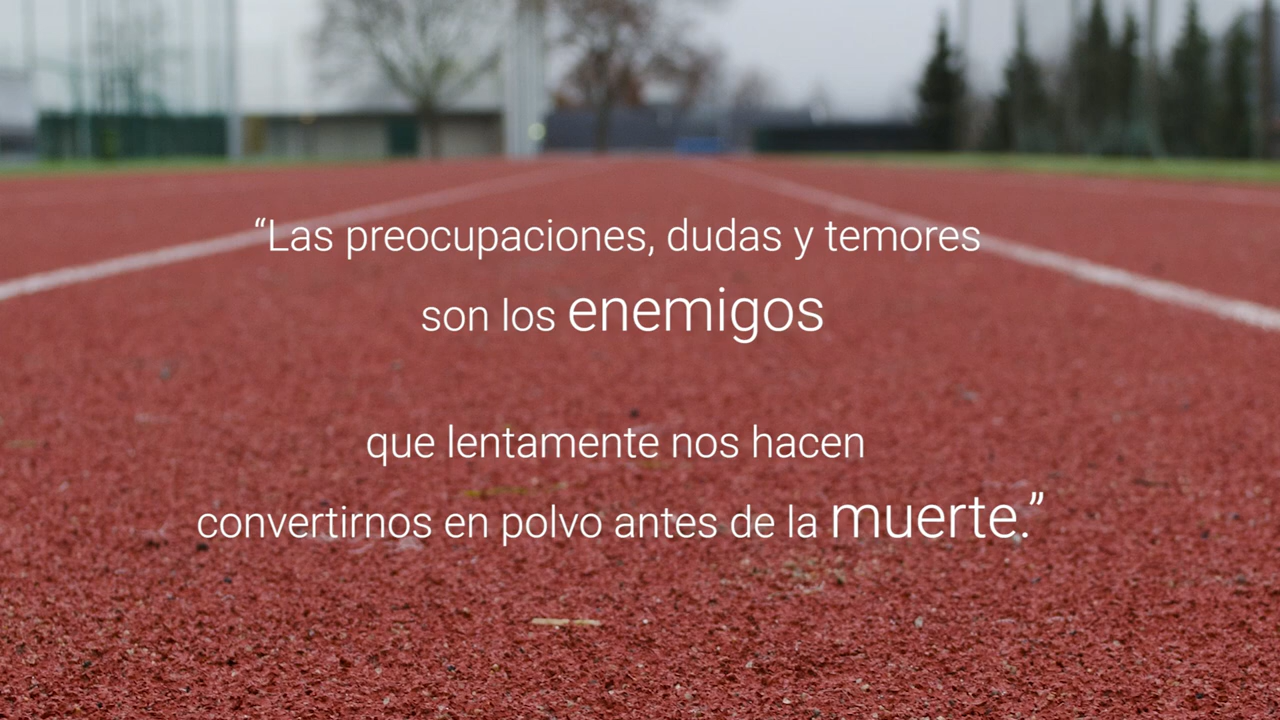 “Las preocupaciones, dudas y temores
son los enemigos
que lentamente nos hacen
convertirnos en polvo antes de la muerte.”